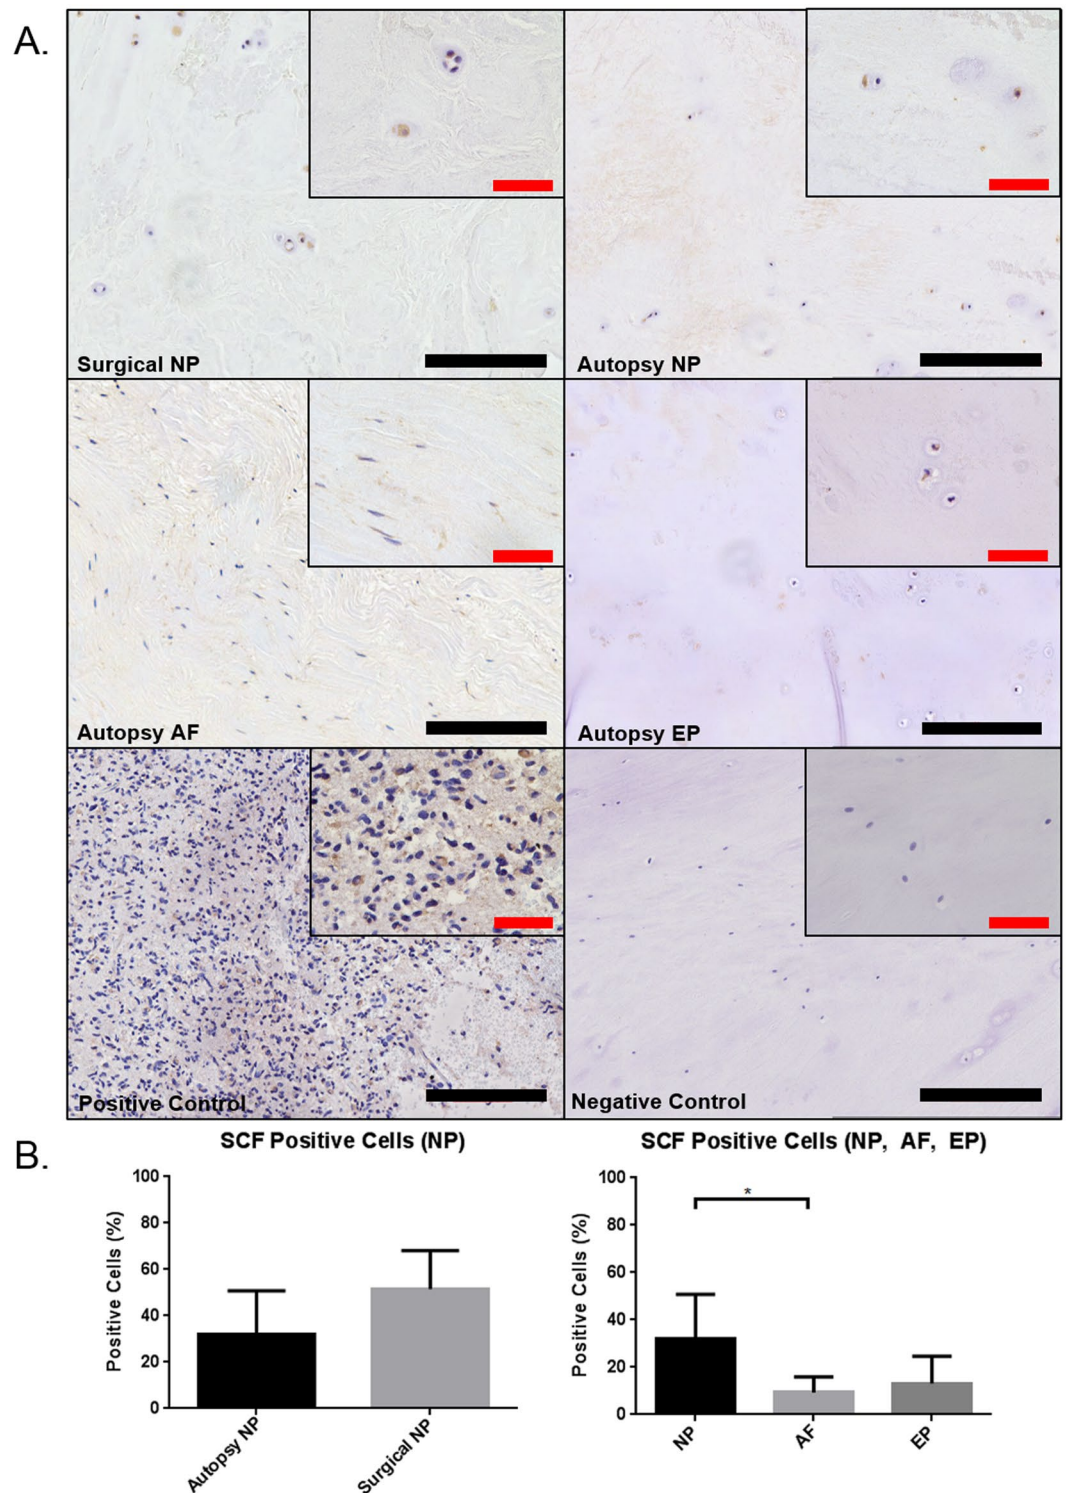 A.
Surgical NP
Autopsy NP
Autopsy AF
Autopsy EP
Positive Control
Negative Control
B.
SCF Positive Cells (NP)
Positive Cells (%)
100
80
60
40
20
0
Autopsy NP
Surgical NP
SCF Positive Cells (NP, AF, EP)
Positive Cells (%)
100
80
60
40
20
0
*
NP
AF
EP